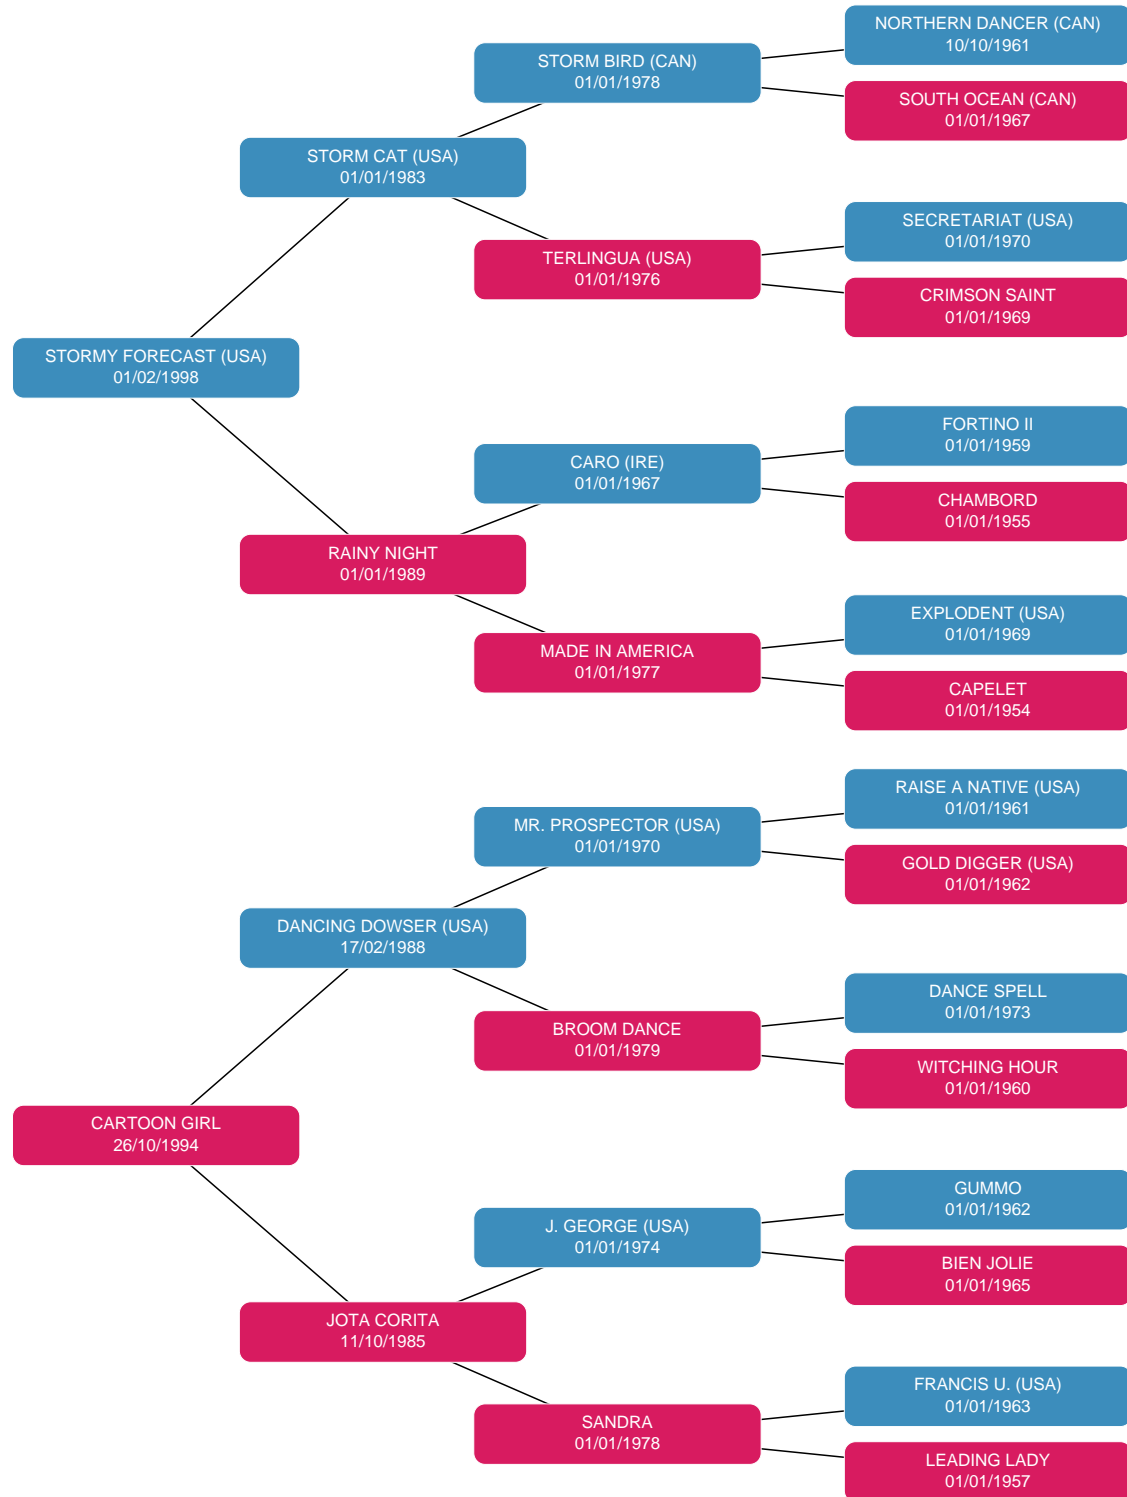 NORTHERN DANCER (CAN)
10/10/1961
STORM BIRD (CAN)
01/01/1978
SOUTH OCEAN (CAN)
01/01/1967
STORM CAT (USA)
01/01/1983
SECRETARIAT (USA)
01/01/1970
TERLINGUA (USA)
01/01/1976
CRIMSON SAINT
01/01/1969
STORMY FORECAST (USA)
01/02/1998
FORTINO II
01/01/1959
CARO (IRE)
01/01/1967
CHAMBORD
01/01/1955
RAINY NIGHT
01/01/1989
EXPLODENT (USA)
01/01/1969
MADE IN AMERICA
01/01/1977
CAPELET
01/01/1954
RAISE A NATIVE (USA)
01/01/1961
MR. PROSPECTOR (USA)
01/01/1970
GOLD DIGGER (USA)
01/01/1962
DANCING DOWSER (USA)
17/02/1988
DANCE SPELL
01/01/1973
BROOM DANCE
01/01/1979
WITCHING HOUR
01/01/1960
CARTOON GIRL
26/10/1994
GUMMO
01/01/1962
J. GEORGE (USA)
01/01/1974
BIEN JOLIE
01/01/1965
JOTA CORITA
11/10/1985
FRANCIS U. (USA)
01/01/1963
SANDRA
01/01/1978
LEADING LADY
01/01/1957